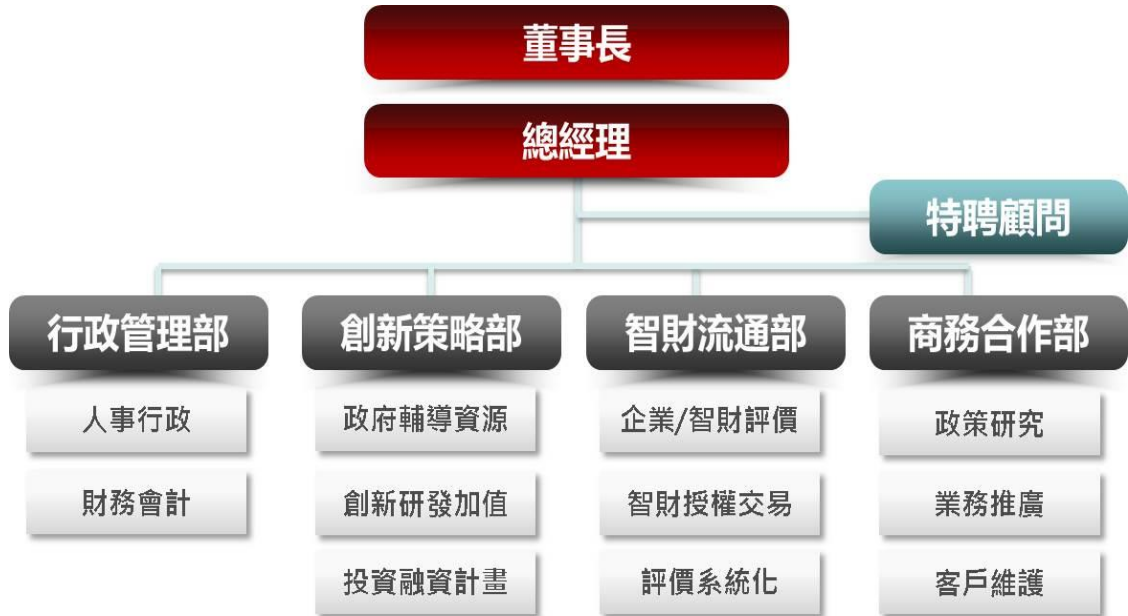 董事長
總經理
特聘顧問
行政管理部
人事行政
財務會計
創新策略部
政府輔導資源
創新研發加值
投資融資計畫
智財流通部
企業/智財評價
智財授權交易
評價系統化
商務合作部
政策研究
業務推廣
客戶維護